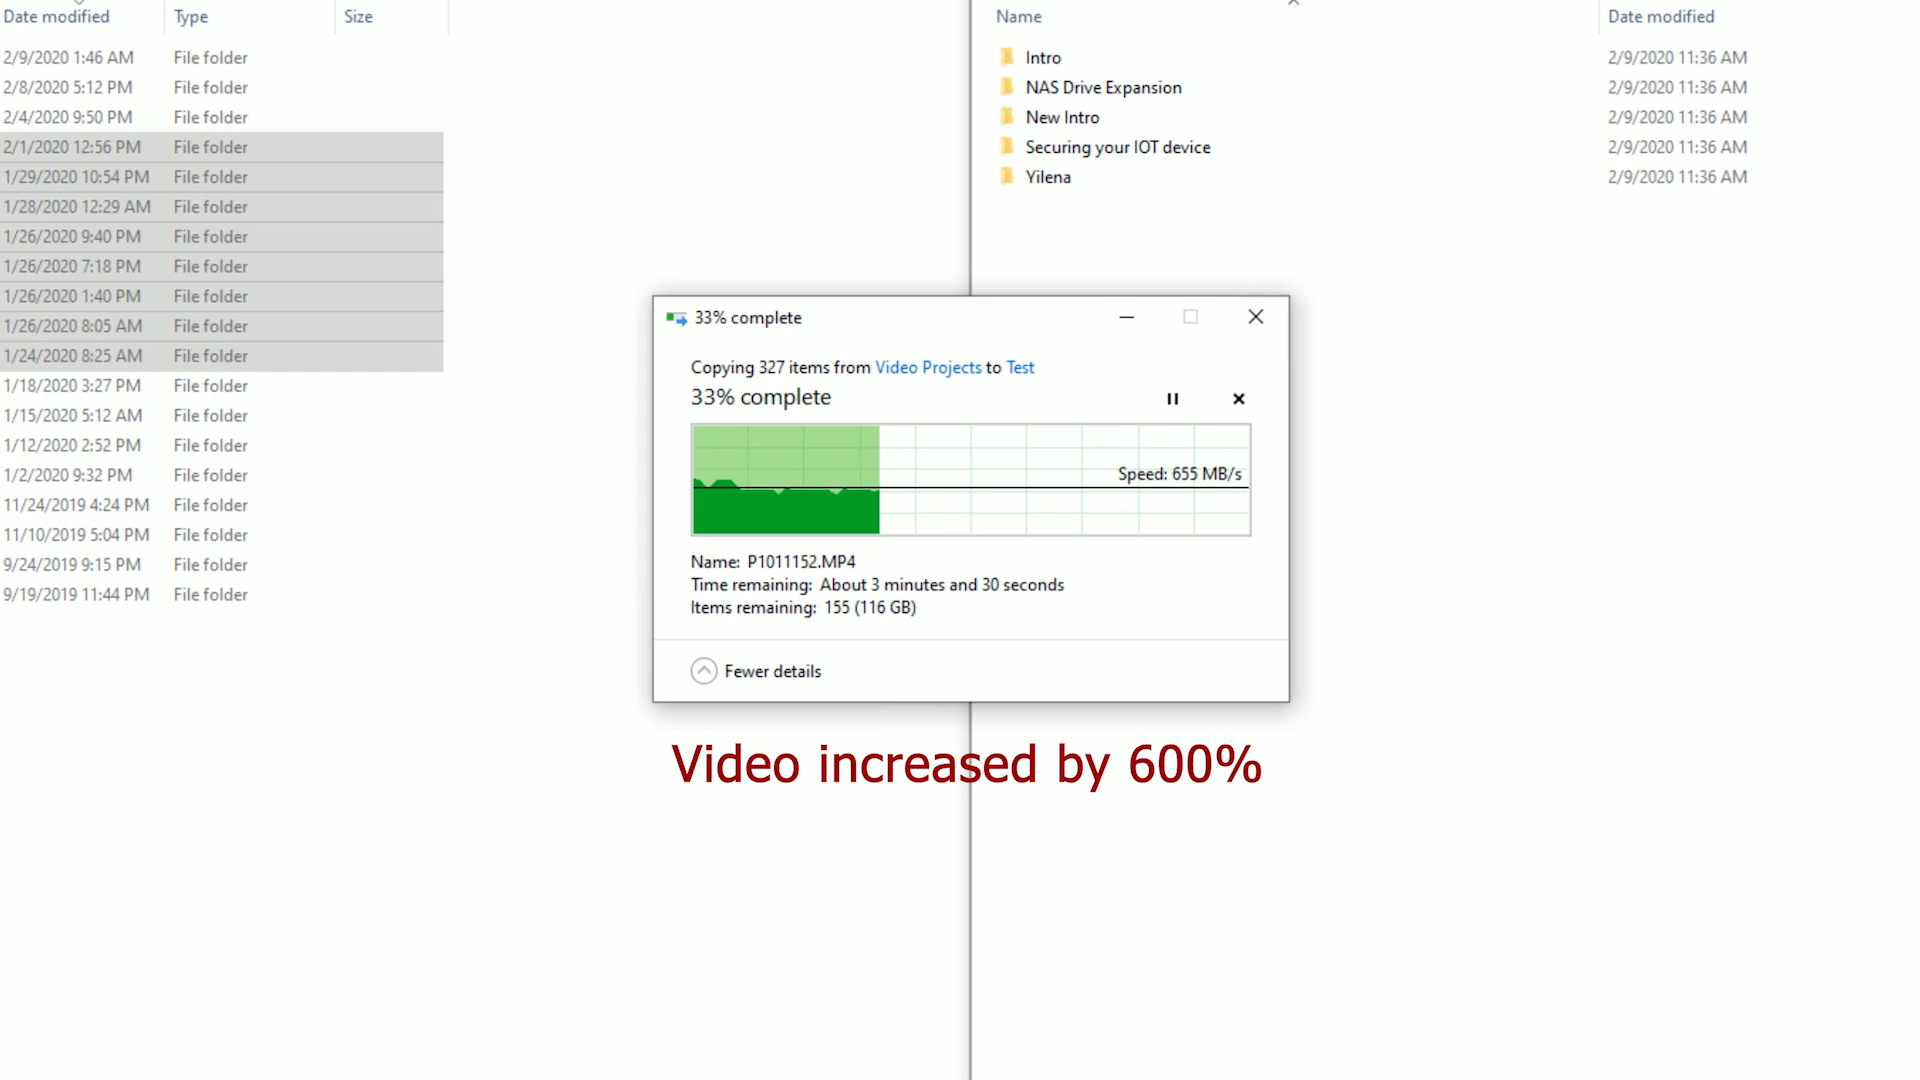 Date modified Type Size
2/9/2020 1:46 AM File folder
2/8/2020 5:12 PM File folder
2/4/2020 9:50 PM File folder
2/1/2020 12:56 PM File folder
1/29/2020 10:54 PM File folder
1/28/2020 12:29 AM File folder
1/26/2020 9:40 PM File folder
1/26/2020 7:18 PM File folder
1/26/2020 1:40 PM File folder
1/26/2020 8:05 AM File folder
1/24/2020 8:25 AM File folder
1/18/2020 3:27 PM File folder
1/15/2020 5:12 AM File folder
1/12/2020 2:52 PM File folder
1/2/2020 9:32 PM File folder
11/24/2019 4:24 PM File folder
11/10/2019 5:04 PM File folder
9/24/2019 9:15 PM File folder
9/19/2019 11:44 PM File folder
Name Date modified
Intro 2/9/2020 11:36 AM
NAS Drive Expansion 2/9/2020 11:36 AM
New Intro 2/9/2020 11:36 AM
Securing your IOT device 2/9/2020 11:36 AM
Yilena 2/9/2020 11:36 AM
33% complete
Copying 327 items from Video Projects to Test
33% complete
Speed: 655 MB/s
Name: P1011152.MP4
Time remaining: About 3 minutes and 30 seconds
Items remaining: 155 (116 GB)
Fewer details
Video increased by 600%